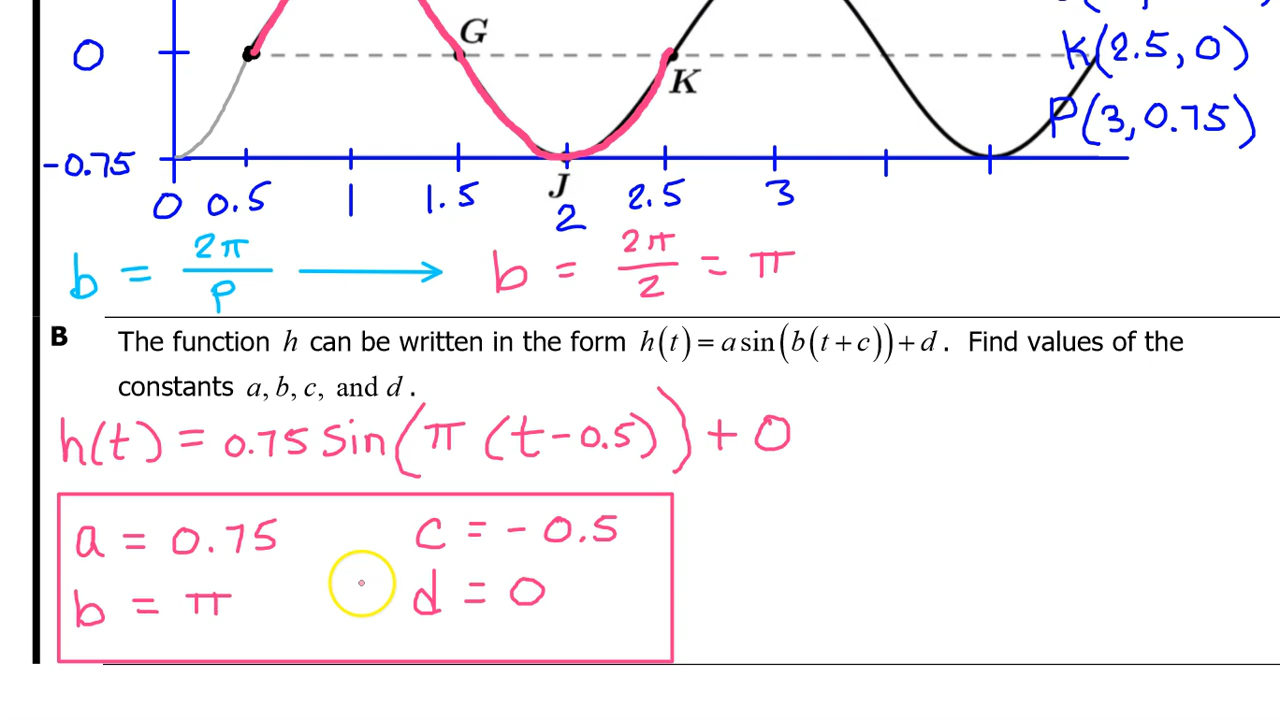 G
0
K(2.5, 0)
K
P(3, 0.75)
-0.75
J
0 0.5 1 1.5 2 2.5 3
b = 2π/P → b = 2π/2 = π
B The function h can be written in the form h(t) = a sin(b(t+c)) + d. Find values of the
constants a, b, c, and d.
h(t) = 0.75 sin(π (t-0.5)) + 0
a = 0.75 c = -0.5
b = π d = 0